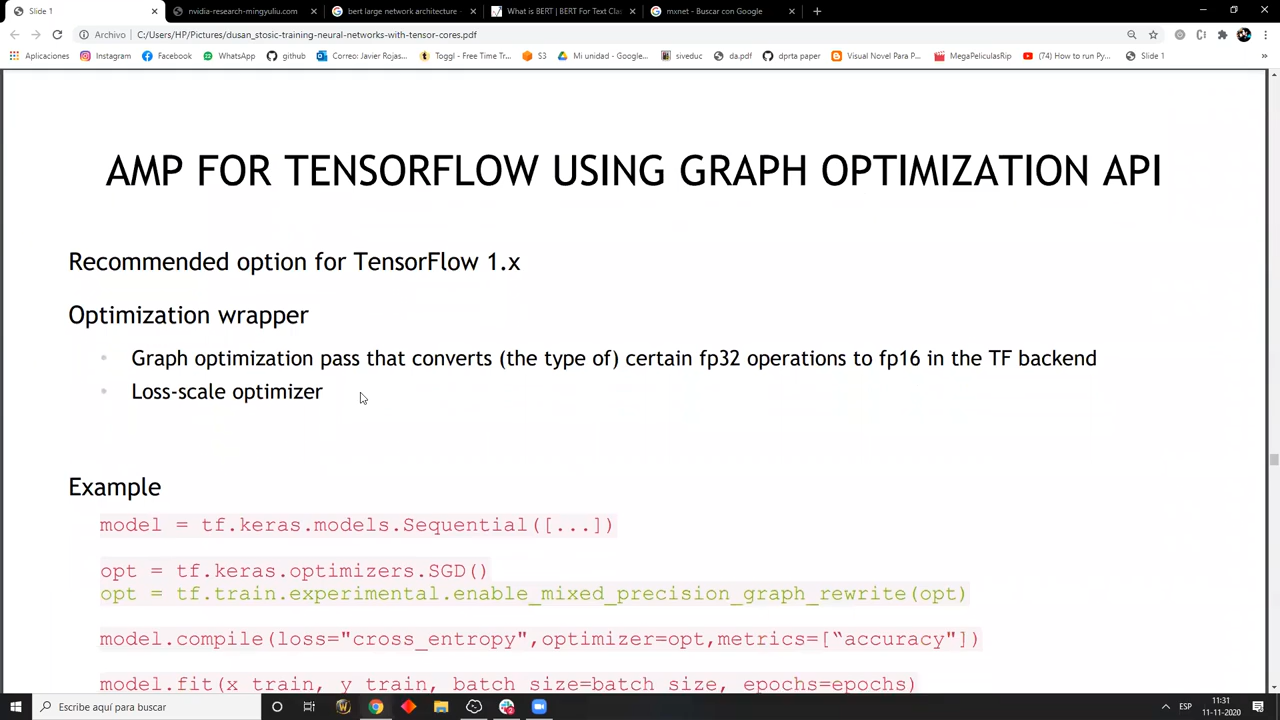 Slide 1
nvidia-research-mingyuliu.com
bert large network architecture -
What is BERT | BERT For Text Clas
mxnet - Buscar con Google
Archivo
C:/Users/HP/Pictures/dusan_stosic-training-neural-networks-with-tensor-cores.pdf
Aplicaciones
Instagram
Facebook
WhatsApp
github
Correo: Javier Rojas...
Toggl - Free Time Tr...
S3
Mi unidad - Google...
siveduc
da.pdf
dprta paper
Visual Novel Para P...
MegaPeliculasRip
(74) How to run Py...
Slide 1
»
AMP FOR TENSORFLOW USING GRAPH OPTIMIZATION API
Recommended option for TensorFlow 1.x
Optimization wrapper
• Graph optimization pass that converts (the type of) certain fp32 operations to fp16 in the TF backend
• Loss-scale optimizer
Example
model = tf.keras.models.Sequential([...])
opt = tf.keras.optimizers.SGD()
opt = tf.train.experimental.enable_mixed_precision_graph_rewrite(opt)
model.compile(loss="cross_entropy",optimizer=opt,metrics=[“accuracy"])
model.fit(x_train, y_train, batch_size=batch_size, epochs=epochs)
Escribe aquí para buscar
ESP
11:31
11-11-2020